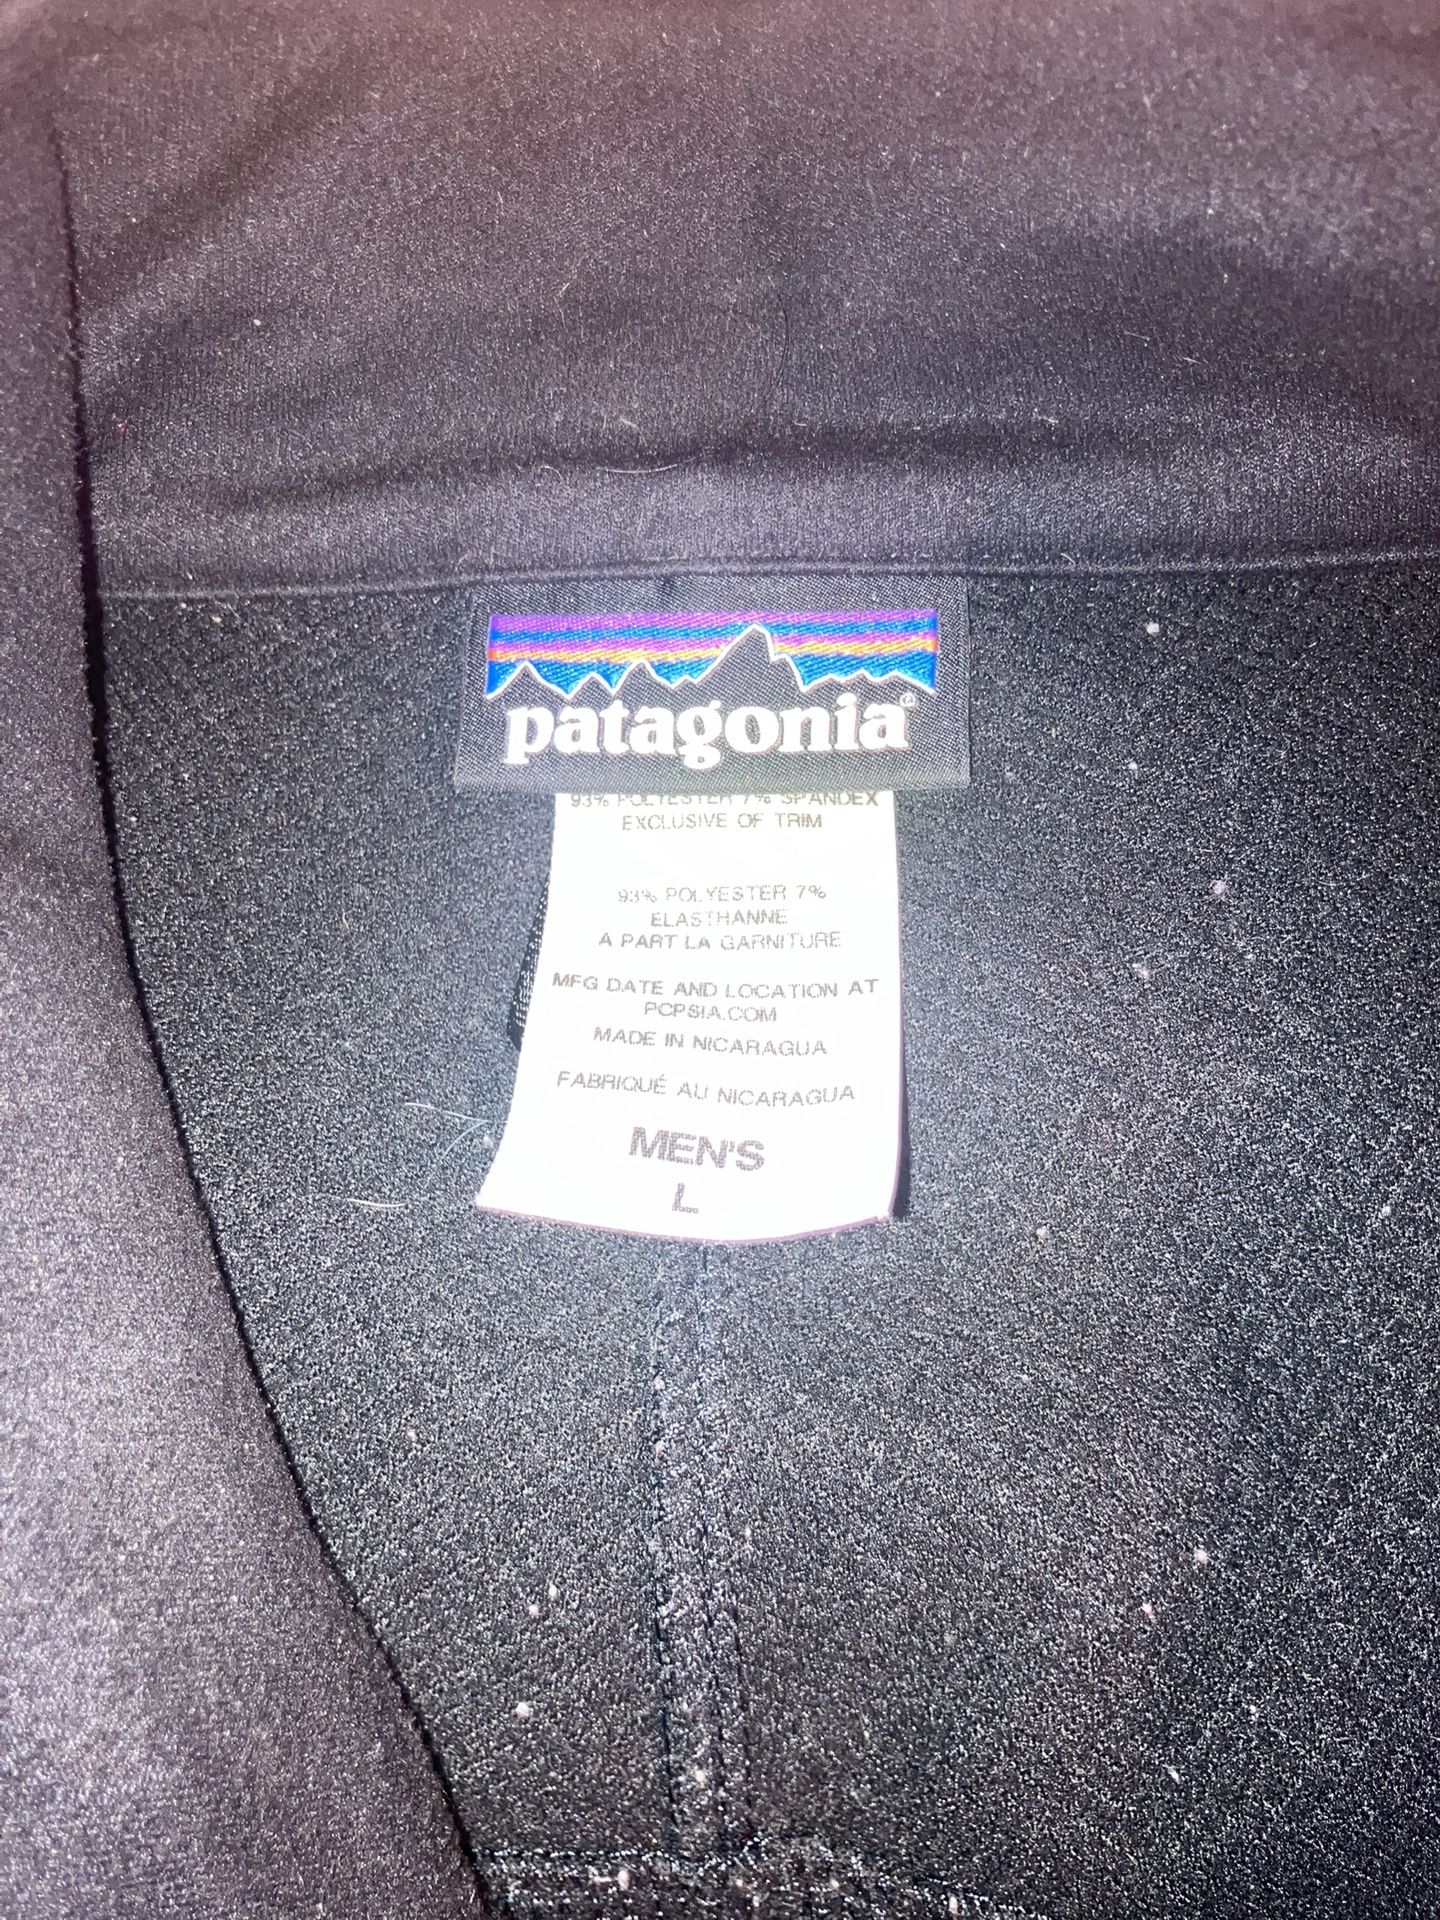 patagonia®
93% POLYESTER 7% SPANDEX
EXCLUSIVE OF TRIM
93% POLYESTER 7%
ELASTHANNE
A PART LA GARNITURE
MFG DATE AND LOCATION AT
PCPSIA.COM
MADE IN NICARAGUA
FABRIQUÉ AU NICARAGUA
MEN'S
L